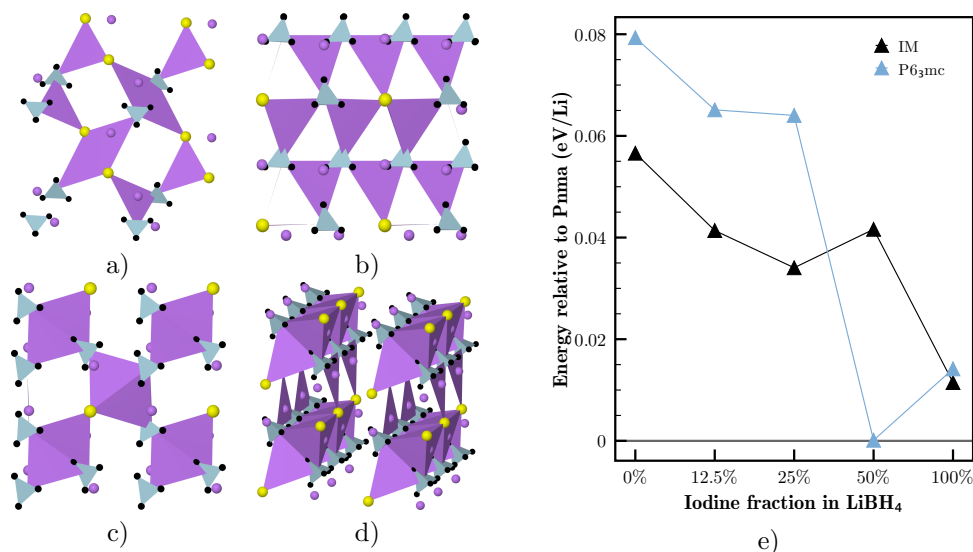 a)
b)
c)
d)
Energy relative to Pnma (eV/Li)
0.08
0.06
0.04
0.02
0
IM
P6₃mc
0%
12.5%
25%
50%
100%
Iodine fraction in LiBH₄
e)